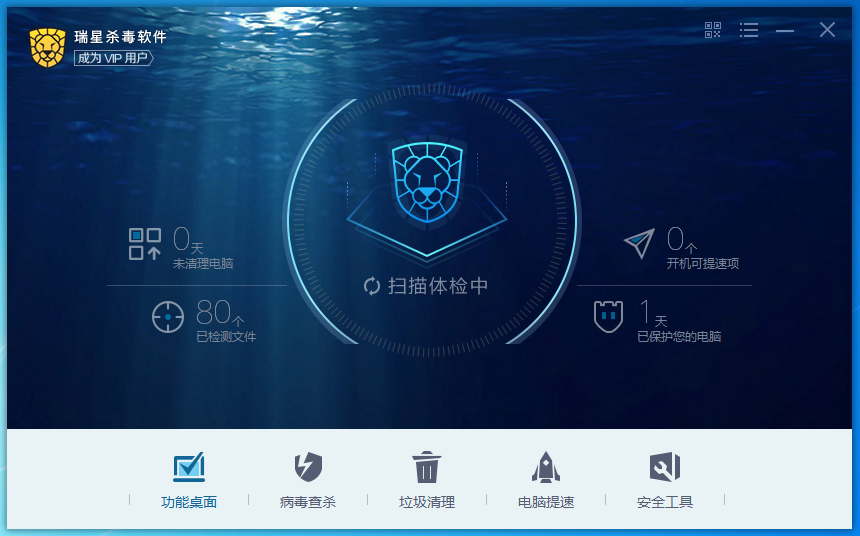 瑞星杀毒软件
成为 VIP 用户
0天
未清理电脑
0个
开机可提速项
扫描体检中
80个
已检测文件
1天
已保护您的电脑
功能桌面
病毒查杀
垃圾清理
电脑提速
安全工具